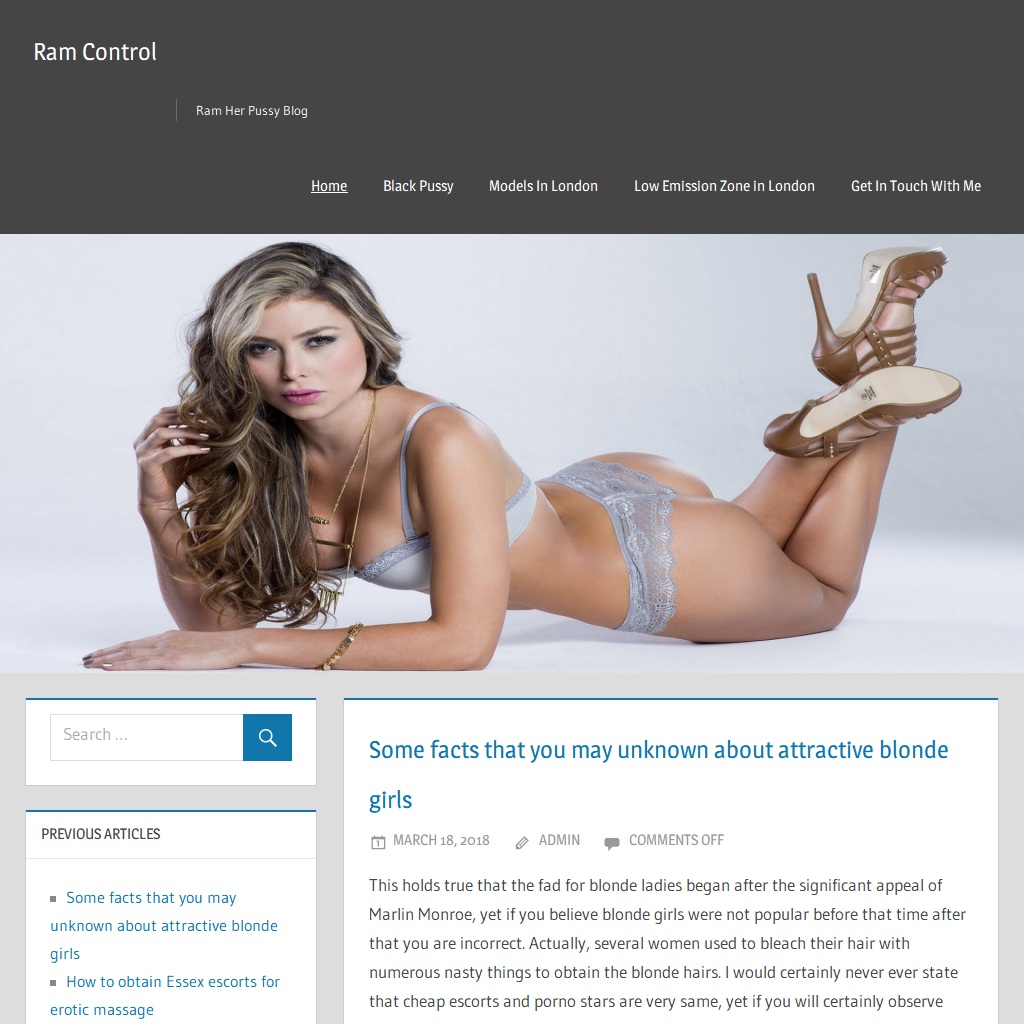 Ram Control
Ram Her Pussy Blog
Home
Black Pussy
Models In London
Low Emission Zone in London
Get In Touch With Me
Search …
PREVIOUS ARTICLES
Some facts that you may
unknown about attractive blonde
girls
How to obtain Essex escorts for
erotic massage
Some facts that you may unknown about attractive blonde
girls
MARCH 18, 2018
ADMIN
COMMENTS OFF
This holds true that the fad for blonde ladies began after the significant appeal of
Marlin Monroe, yet if you believe blonde girls were not popular before that time after
that you are incorrect. Actually, several women used to bleach their hair with
numerous nasty things to obtain the blonde hairs. I would certainly never ever state
that cheap escorts and porno stars are very same, yet if you will certainly observe